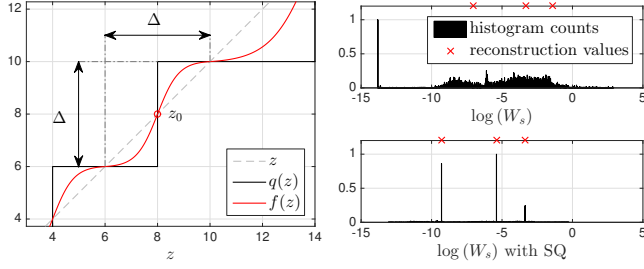 Δ
Δ
z₀
z
q(z)
f(z)
10
8
6
4
4
6
8
10
12
14
z
histogram counts
reconstruction values
1
0.5
0
-15
-10
-5
0
5
-15
log (Wₛ)
1
0.5
0
-15
-10
-5
0
5
log (Wₛ) with SQ